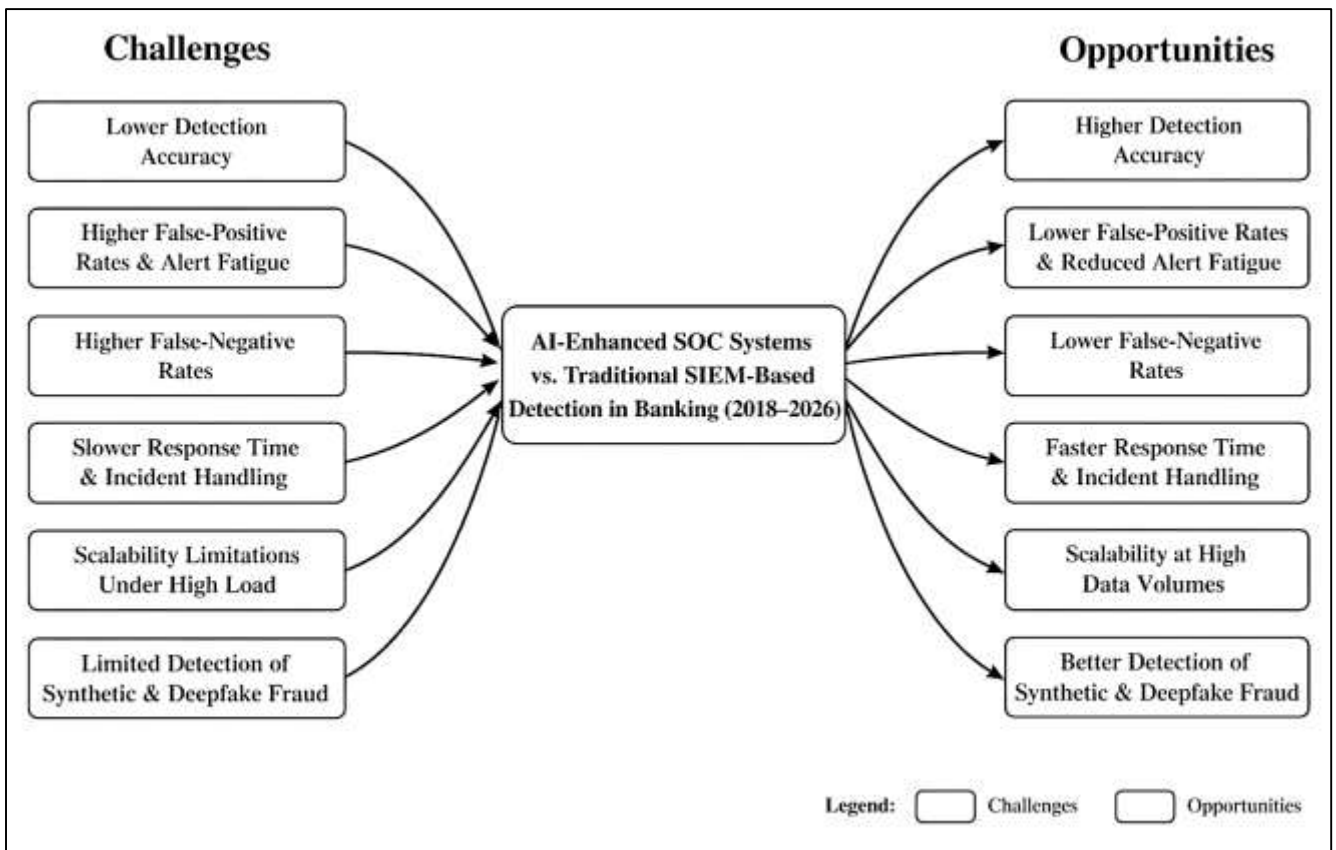 Challenges
Opportunities
Lower Detection
Accuracy
Higher False-Positive
Rates & Alert Fatigue
Higher False-Negative
Rates
Slower Response Time
& Incident Handling
Scalability Limitations
Under High Load
Limited Detection of
Synthetic & Deepfake Fraud
AI-Enhanced SOC Systems
vs. Traditional SIEM-Based
Detection in Banking (2018–2026)
Higher Detection
Accuracy
Lower False-Positive Rates
& Reduced Alert Fatigue
Lower False-Negative
Rates
Faster Response Time
& Incident Handling
Scalability at High
Data Volumes
Better Detection of
Synthetic & Deepfake Fraud
Legend: Challenges Opportunities